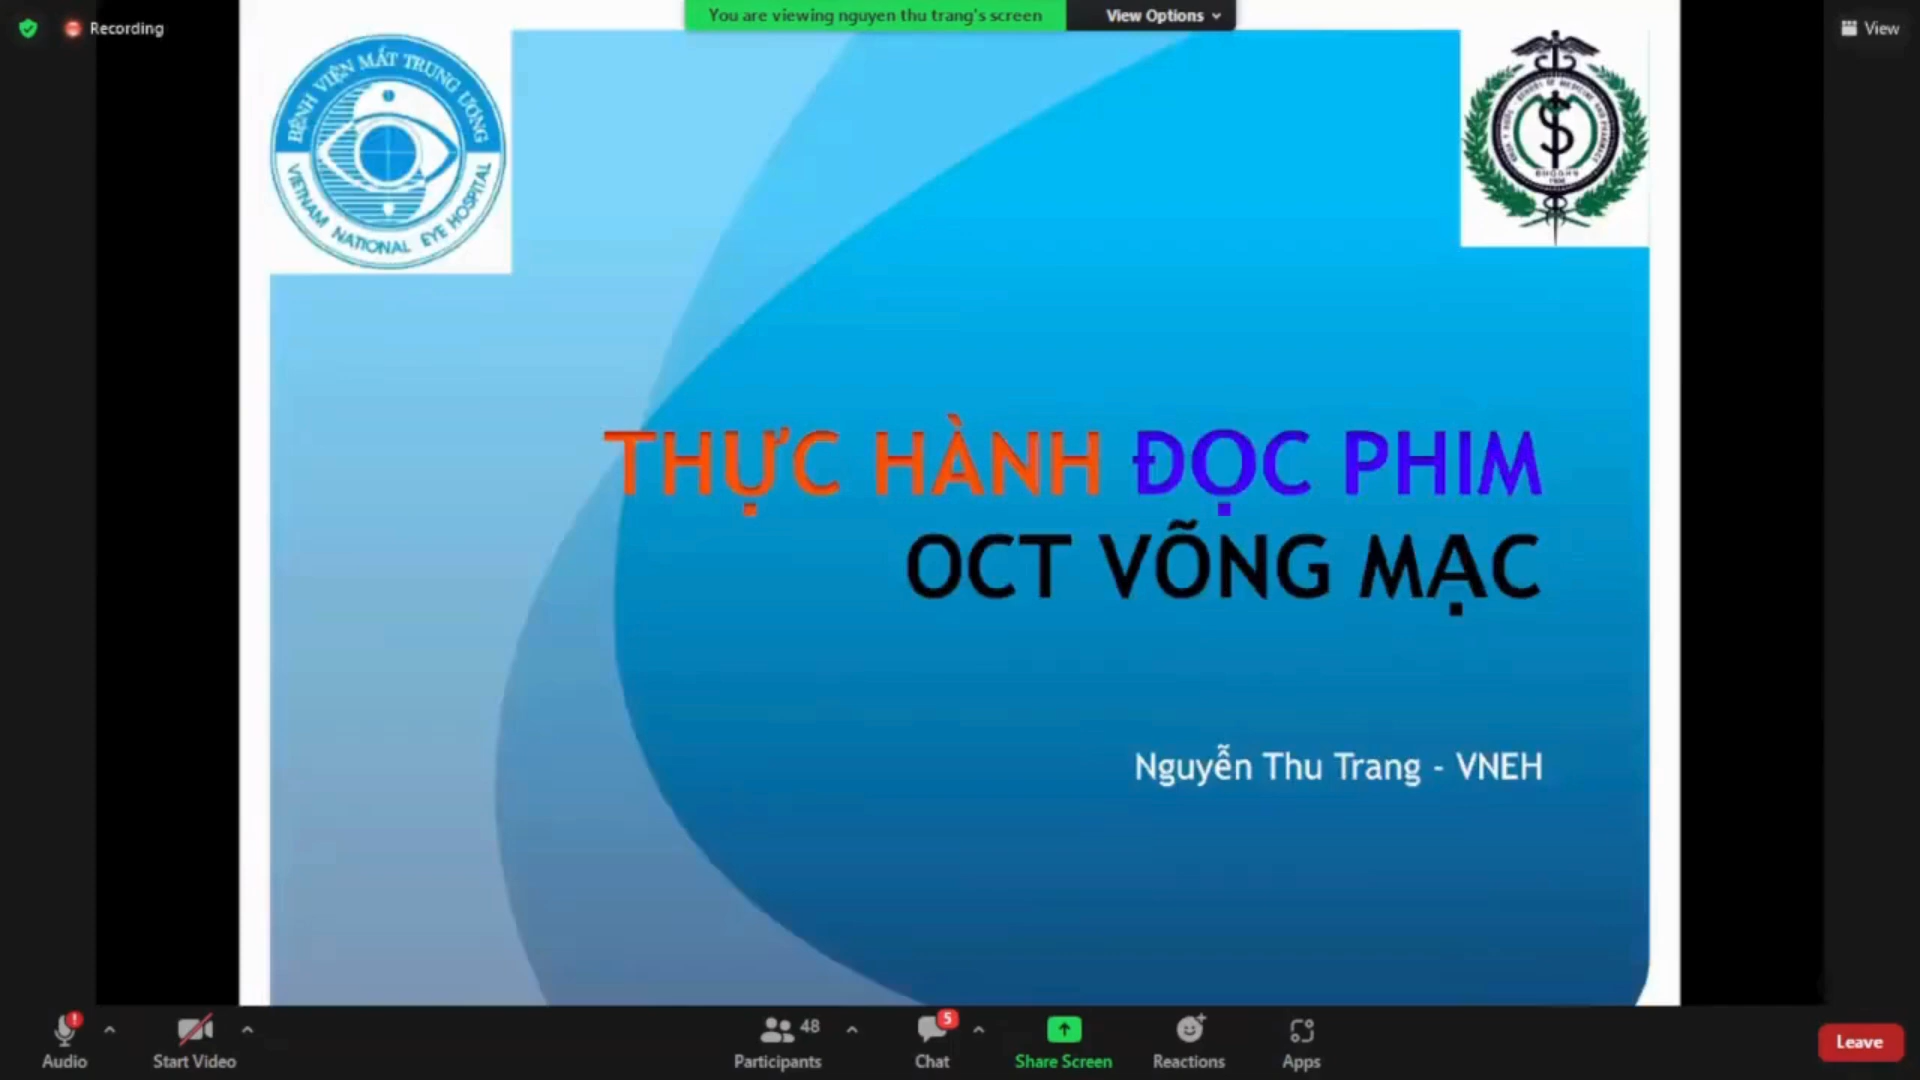 Recording
You are viewing nguyen thu trang's screen
View Options
View
BỆNH VIỆN MẮT TRUNG ƯƠNG
VIETNAM NATIONAL EYE HOSPITAL
THỰC HÀNH ĐỌC PHIM
OCT VÕNG MẠC
Nguyễn Thu Trang - VNEH
Audio
Start Video
48
Participants
5
Chat
Share Screen
Reactions
Apps
Leave